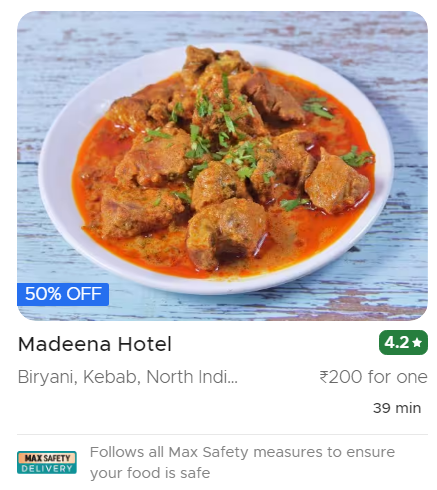 50% OFF
Madeena Hotel 4.2★
Biryani, Kebab, North Indi... ₹200 for one
39 min
MAX SAFETY
DELIVERY
Follows all Max Safety measures to ensure
your food is safe